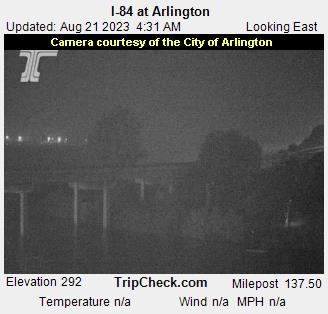 I-84 at Arlington
Updated: Aug 21 2023 4:31 AM Looking East
Camera courtesy of the City of Arlington
Elevation 292 TripCheck.com Milepost 137.50
Temperature n/a Wind n/a MPH n/a